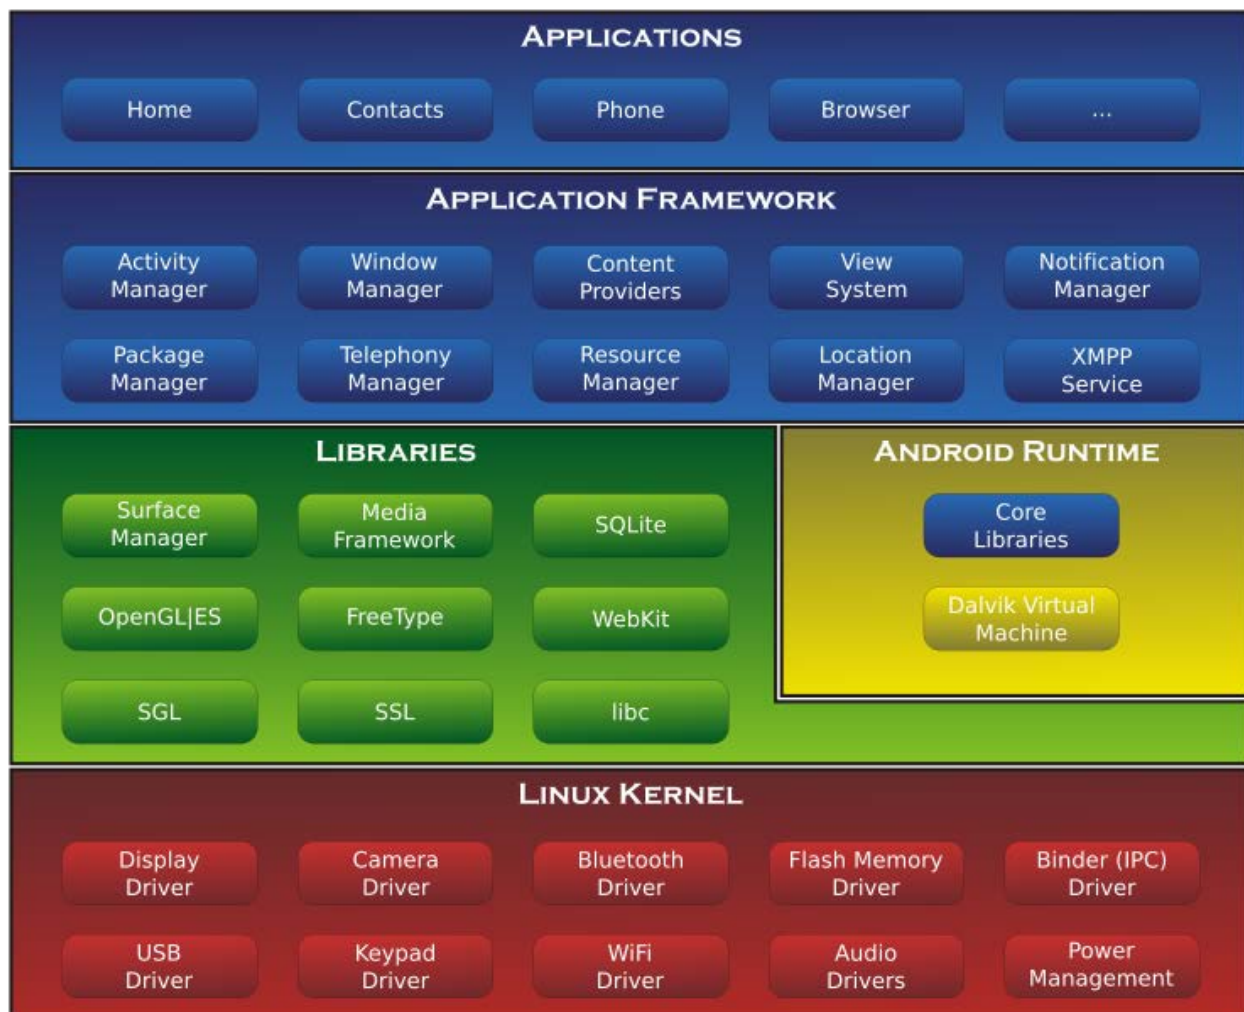 APPLICATIONS
Home
Contacts
Phone
Browser
...
APPLICATION FRAMEWORK
Activity
Manager
Window
Manager
Content
Providers
View
System
Notification
Manager
Package
Manager
Telephony
Manager
Resource
Manager
Location
Manager
XMPP
Service
LIBRARIES
Surface
Manager
Media
Framework
SQLite
OpenGL|ES
FreeType
WebKit
SGL
SSL
libc
ANDROID RUNTIME
Core
Libraries
Dalvik Virtual
Machine
LINUX KERNEL
Display
Driver
Camera
Driver
Bluetooth
Driver
Flash Memory
Driver
Binder (IPC)
Driver
USB
Driver
Keypad
Driver
WiFi
Driver
Audio
Drivers
Power
Management